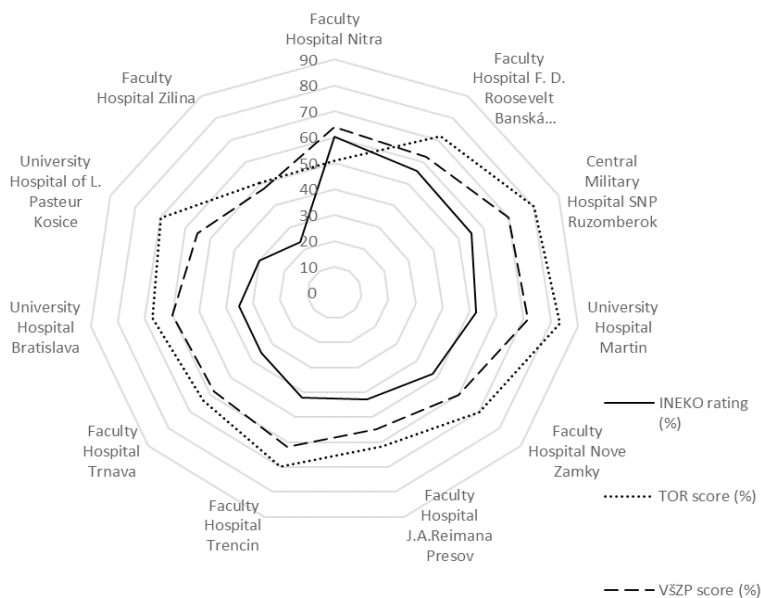 Faculty
Hospital Nitra
Faculty
Hospital F. D.
Roosevelt
Banská...
Central
Military
Hospital SNP
Ruzomberok
University
Hospital
Martin
Faculty
Hospital Nove
Zamky
Faculty
Hospital
J.A.Reimana
Presov
Faculty
Hospital
Trencin
Faculty
Hospital
Trnava
University
Hospital
Bratislava
University
Hospital of L.
Pasteur
Kosice
Faculty
Hospital Zilina
90
80
70
60
50
40
30
20
10
0
INEKO rating
(%)
TOR score (%)
VšZP score (%)